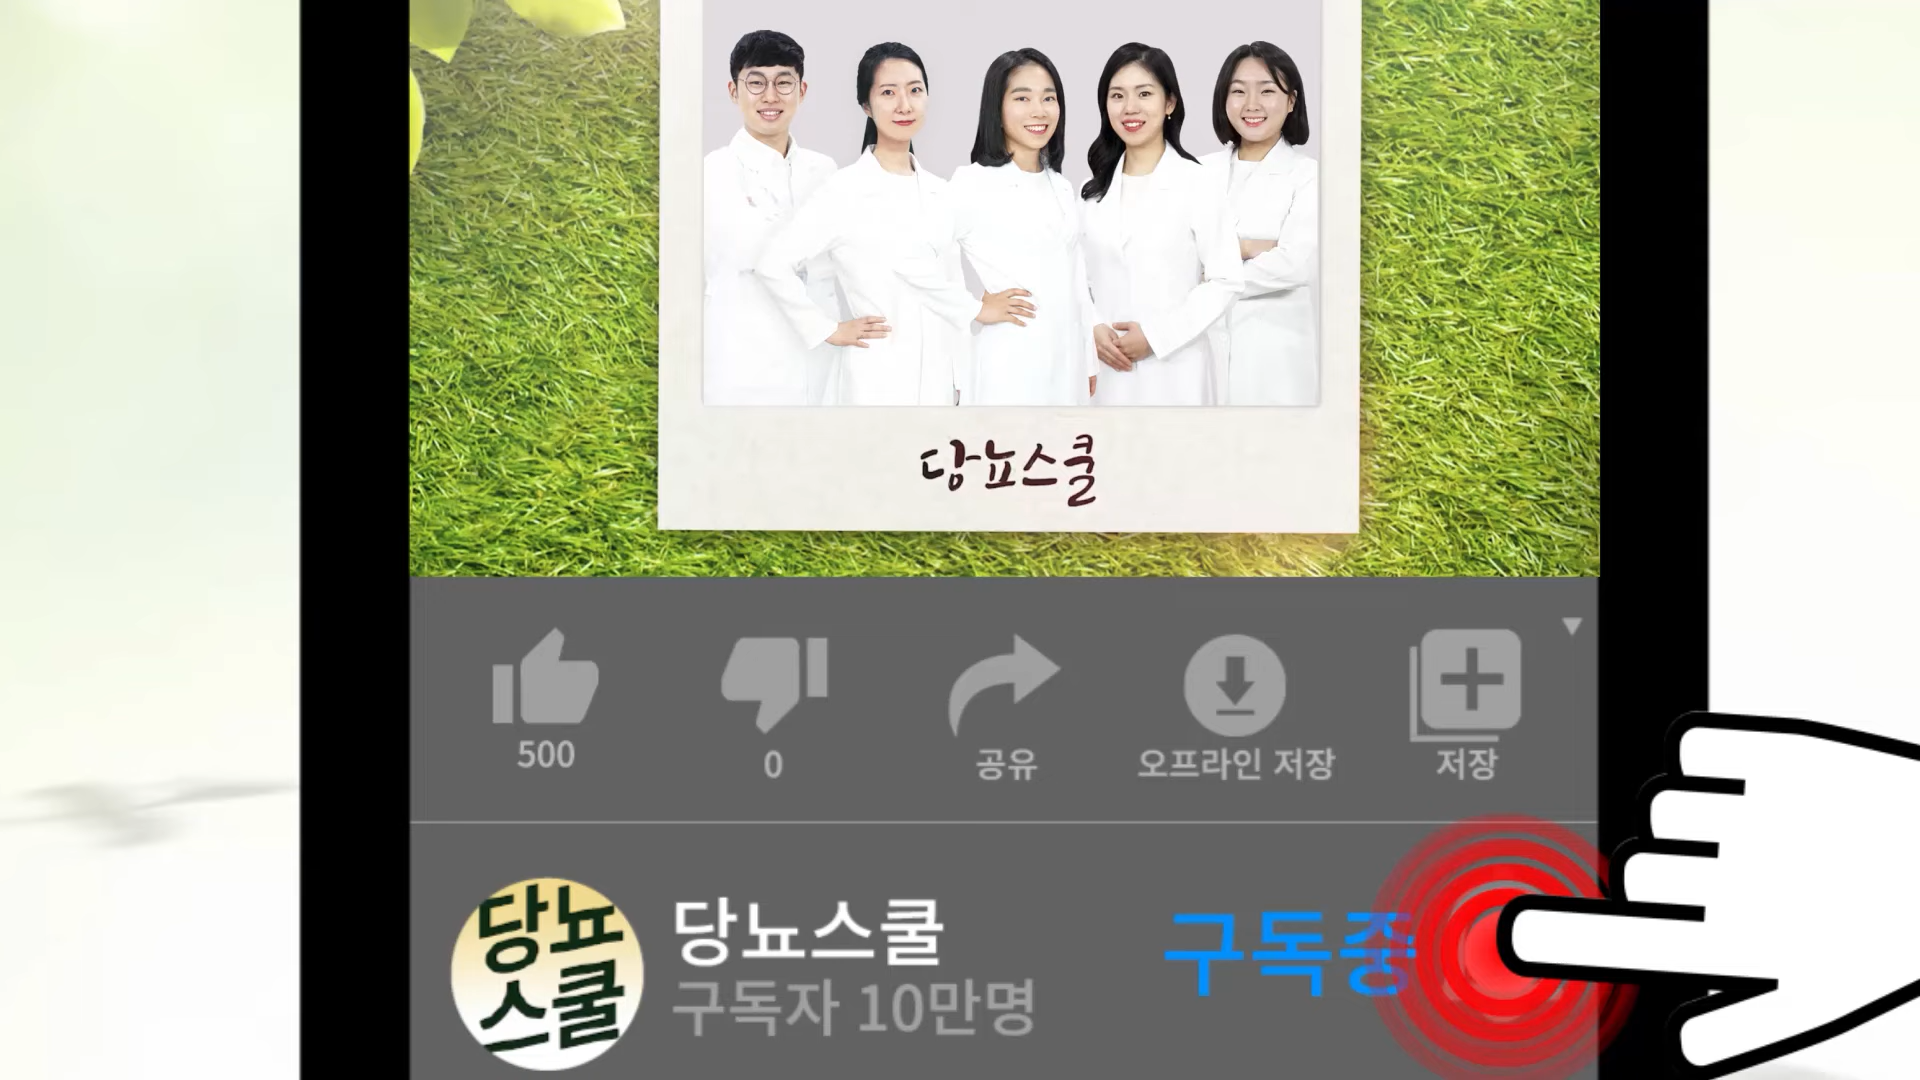 당뇨스쿨
500
0
공유
오프라인 저장
저장
당뇨
스쿨
당뇨스쿨
구독자 10만명
구독중